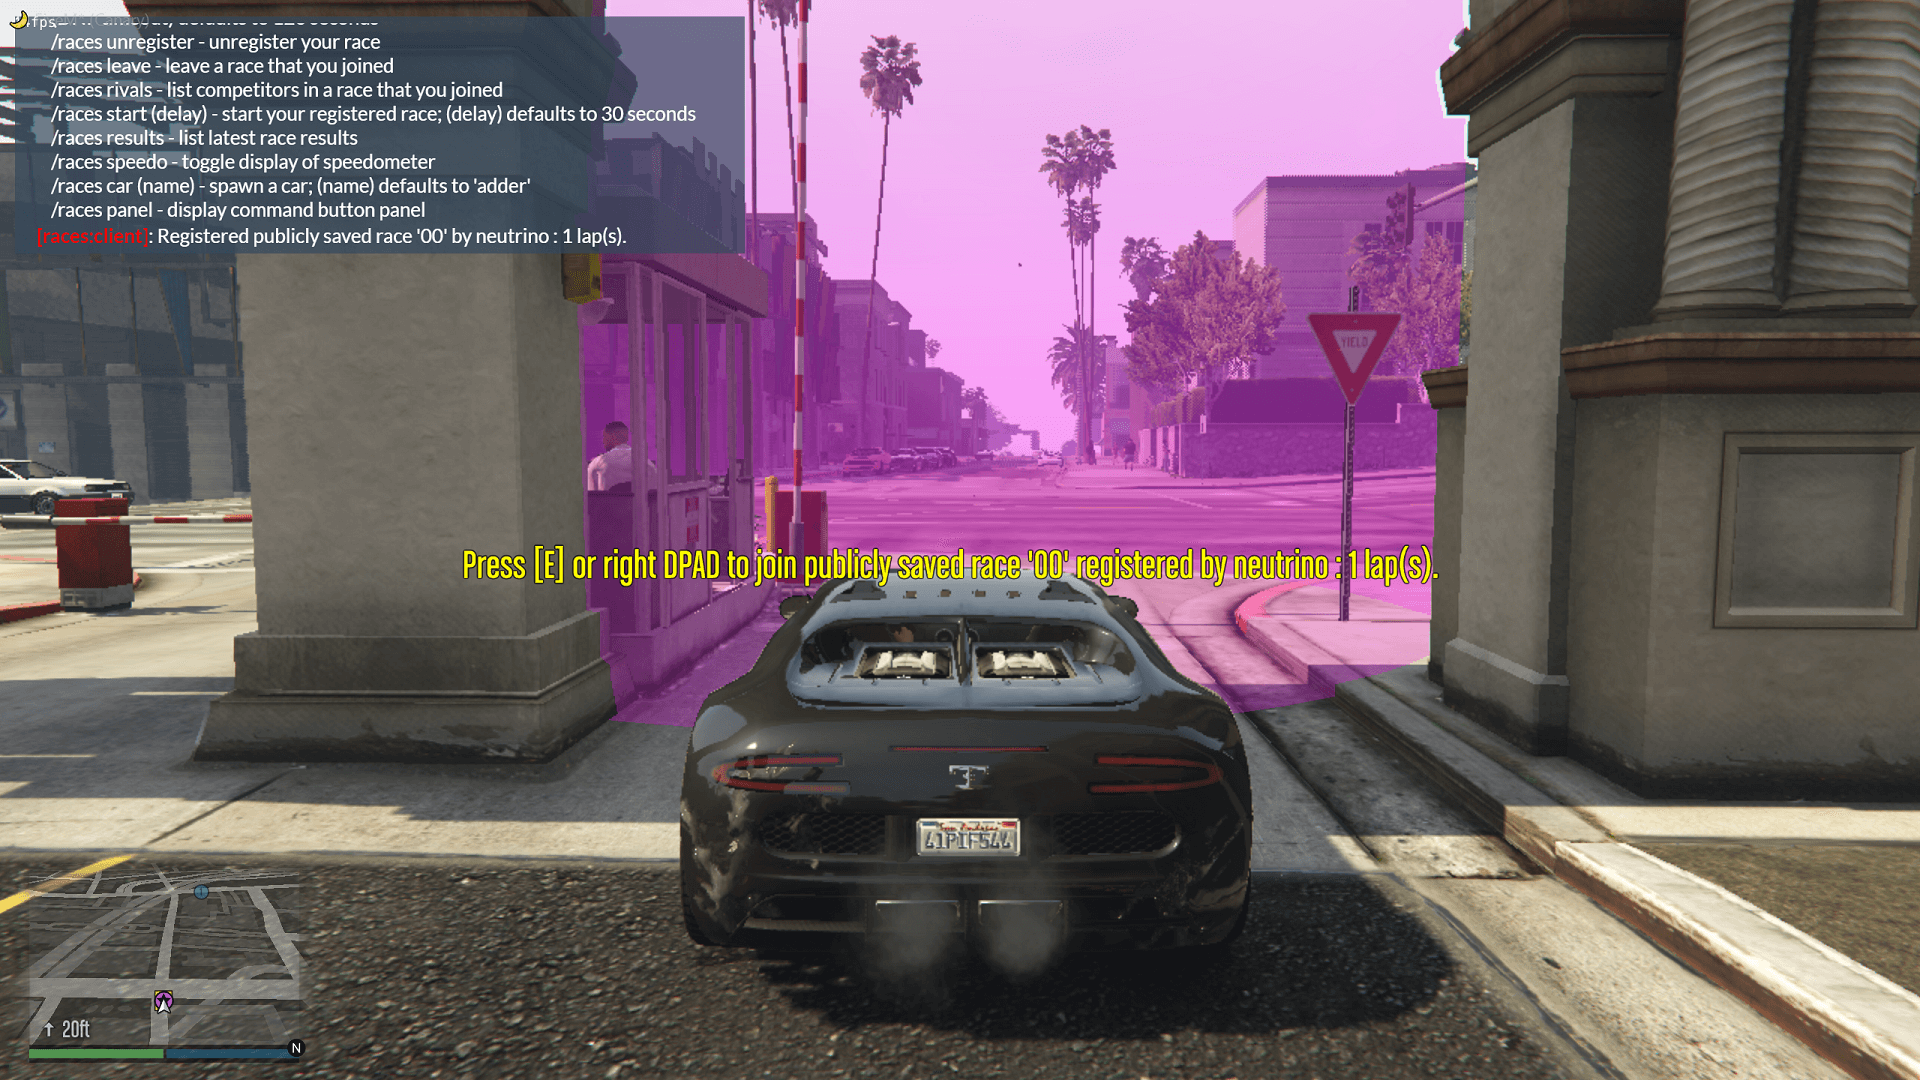 /races unregister - unregister your race
/races leave - leave a race that you joined
/races rivals - list competitors in a race that you joined
/races start (delay) - start your registered race; (delay) defaults to 30 seconds
/races results - list latest race results
/races speedo - toggle display of speedometer
/races car (name) - spawn a car; (name) defaults to 'adder'
/races panel - display command button panel
[races:client]: Registered publicly saved race '00' by neutrino : 1 lap(s).
YIELD
Press [E] or right DPAD to join publicly saved race '00' registered by neutrino : 1 lap(s).
41PIF544
20ft
N